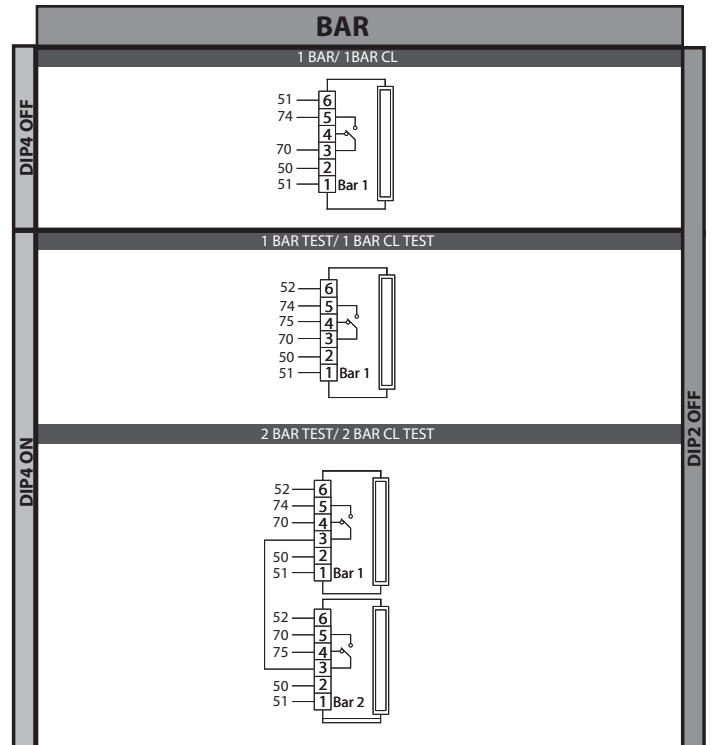 BAR
1 BAR/ 1BAR CL
DIP4 OFF
51 6
74 5
4
70 3
50 2
51 1 Bar 1
1 BAR TEST/ 1 BAR CL TEST
52 6
74 5
75 4
70 3
50 2
51 1 Bar 1
DIP2 OFF
DIP4 ON
2 BAR TEST/ 2 BAR CL TEST
52 6
74 5
70 4
3
50 2
51 1 Bar 1
52 6
70 5
75 4
3
50 2
51 1 Bar 2